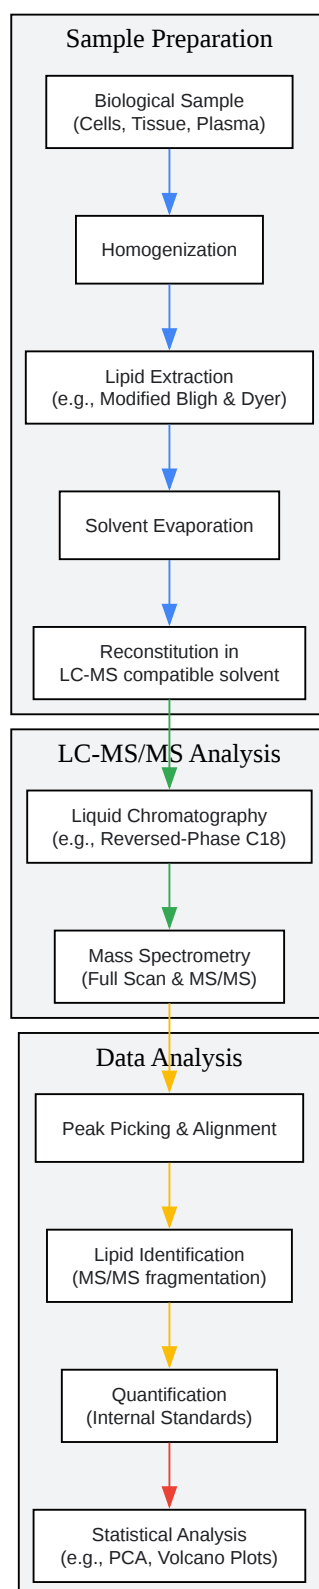 Sample Preparation
Biological Sample
(Cells, Tissue, Plasma)
Homogenization
Lipid Extraction
(e.g., Modified Bligh & Dyer)
Solvent Evaporation
Reconstitution in
LC-MS compatible solvent
LC-MS/MS Analysis
Liquid Chromatography
(e.g., Reversed-Phase C18)
Mass Spectrometry
(Full Scan & MS/MS)
Data Analysis
Peak Picking & Alignment
Lipid Identification
(MS/MS fragmentation)
Quantification
(Internal Standards)
Statistical Analysis
(e.g., PCA, Volcano Plots)